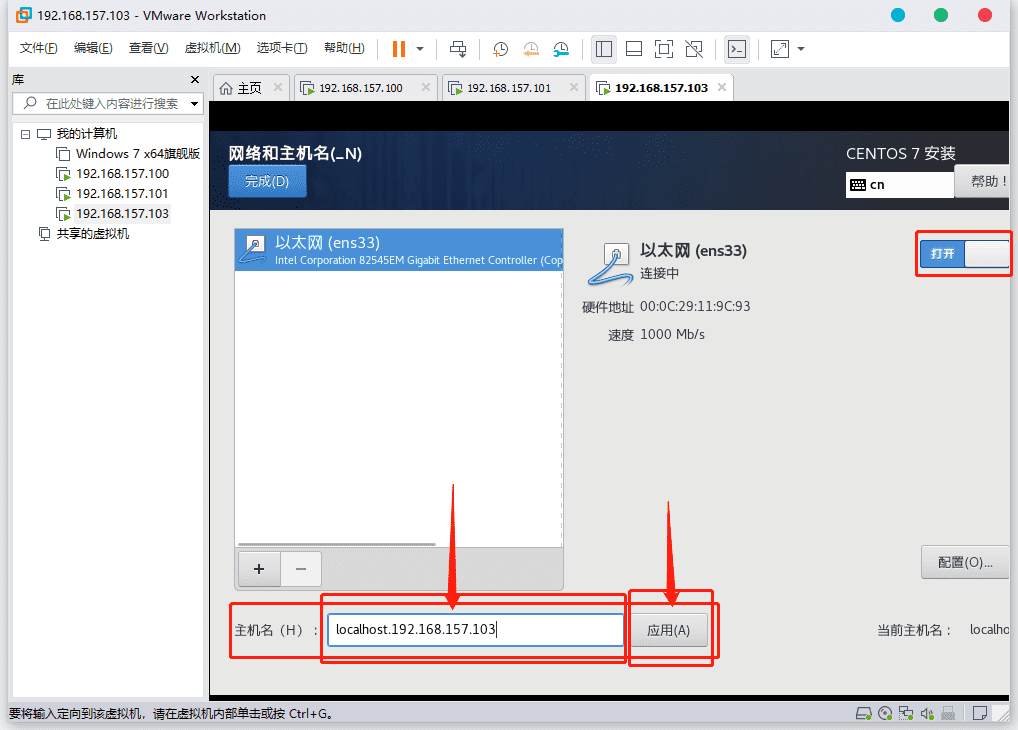 192.168.157.103 - VMware Workstation
文件(F) 编辑(E) 查看(V) 虚拟机(M) 选项卡(T) 帮助(H)
库
在此处键入内容进行搜索
我的计算机
Windows 7 x64旗舰版
192.168.157.100
192.168.157.101
192.168.157.103
共享的虚拟机
主页 192.168.157.100 192.168.157.101 192.168.157.103
网络和主机名(_N)
完成(D)
CENTOS 7 安装
cn
帮助!
以太网 (ens33)
Intel Corporation 82545EM Gigabit Ethernet Controller (Cop
以太网 (ens33)
连接中
打开
硬件地址 00:0C:29:11:9C:93
速度 1000 Mb/s
+ −
配置(O)...
主机名（H）： localhost.192.168.157.103 应用(A)
当前主机名： localho
要将输入定向到该虚拟机，请在虚拟机内部单击或按 Ctrl+G。